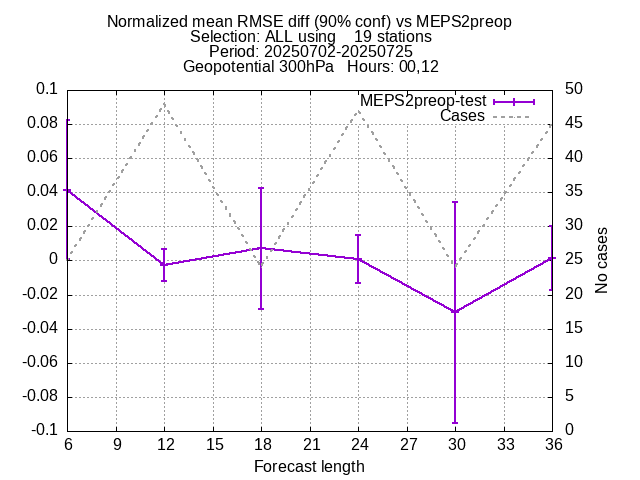 Normalized mean RMSE diff (90% conf) vs MEPS2preop
Selection: ALL using    19 stations
Period: 20250702-20250725
Geopotential 300hPa   Hours: 00,12
MEPS2preop-test
Cases
0.1
0.08
0.06
0.04
0.02
0
-0.02
-0.04
-0.06
-0.08
-0.1
50
45
40
35
30
25
20
15
10
5
0
No cases
6 9 12 15 18 21 24 27 30 33 36
Forecast length